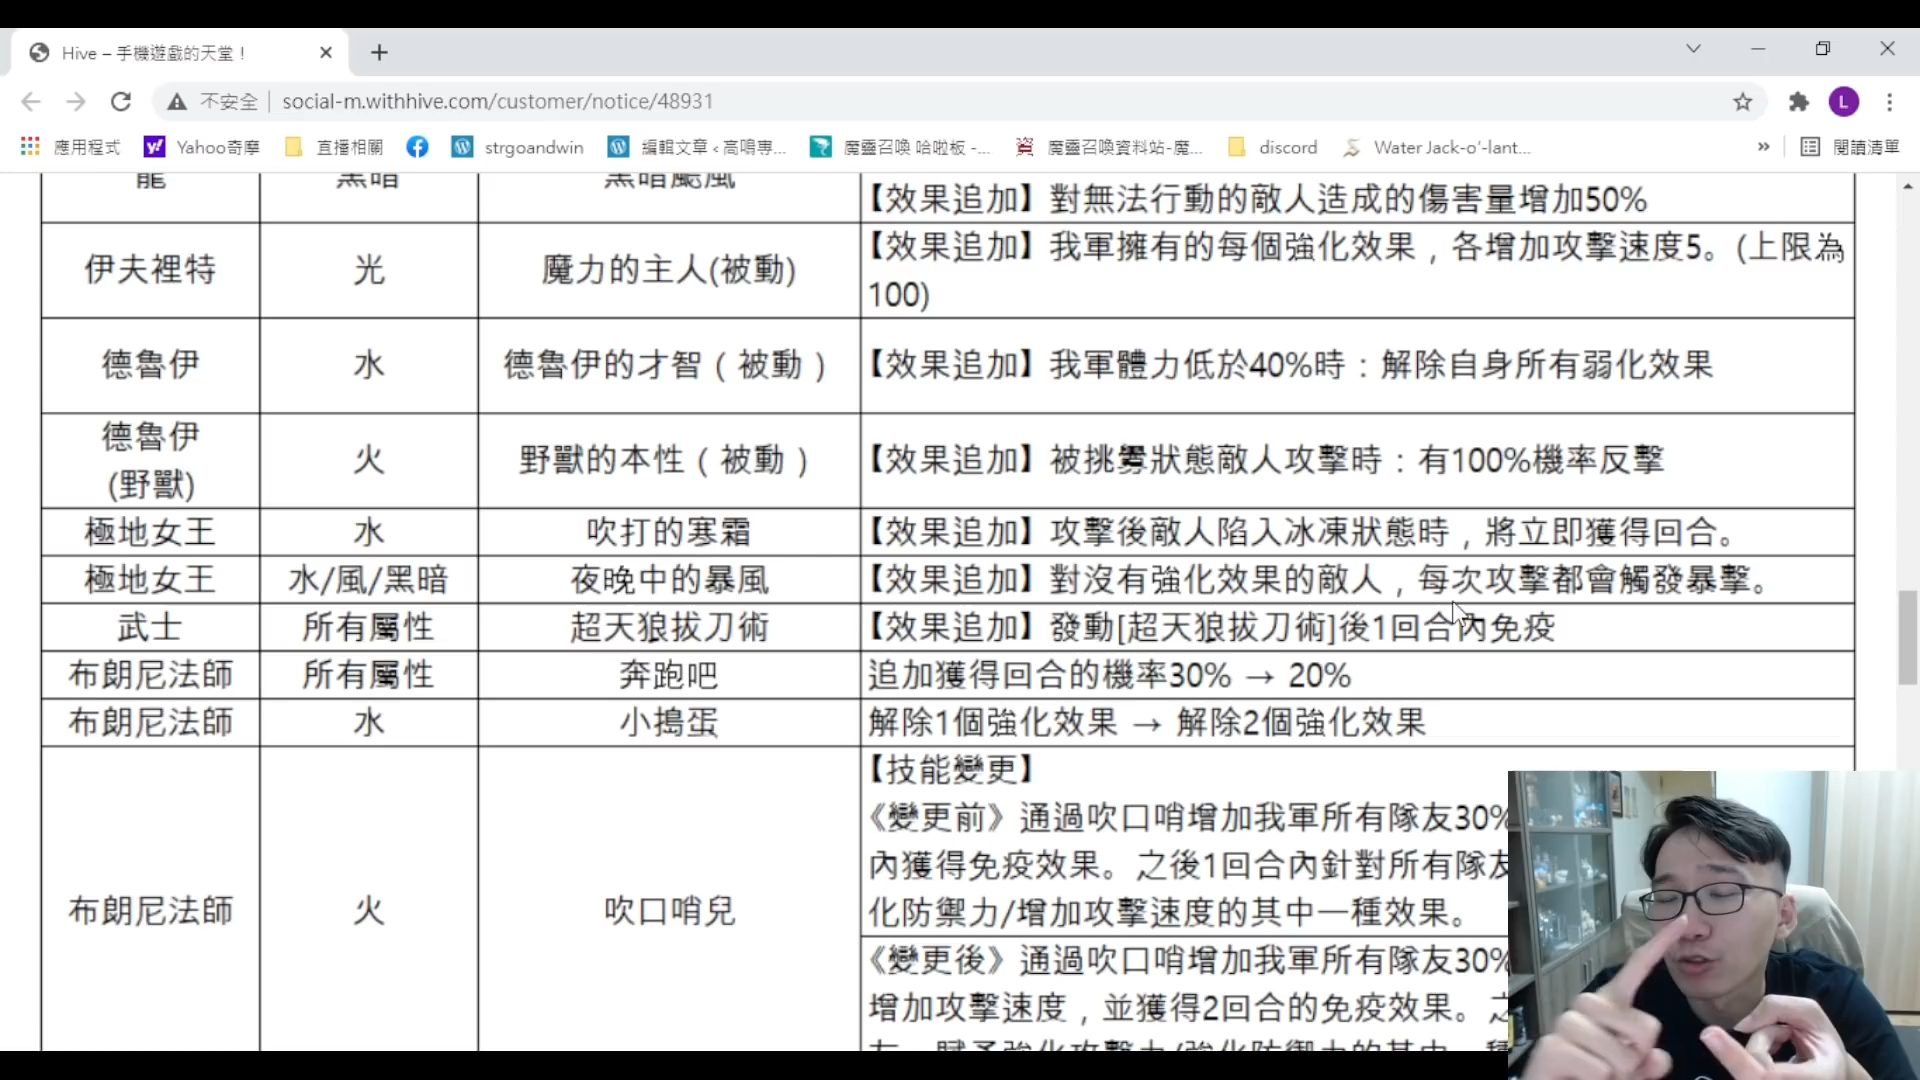 Hive – 手機遊戲的天堂！
不安全 social-m.withhive.com/customer/notice/48931
L
應用程式 Yahoo奇摩 直播相關 strgoandwin 編輯文章 ‹ 高鳴專... 魔靈召喚 哈啦板 -... 魔靈召喚資料站-魔... discord Water Jack-o'-lant... » 閱讀清單
龍 黑暗 黑暗颶風 【效果追加】對無法行動的敵人造成的傷害量增加50%
伊夫裡特 光 魔力的主人(被動) 【效果追加】我軍擁有的每個強化效果，各增加攻擊速度5。(上限為
100)
德魯伊 水 德魯伊的才智（被動） 【效果追加】我軍體力低於40%時：解除自身所有弱化效果
德魯伊
(野獸) 火 野獸的本性（被動） 【效果追加】被挑釁狀態敵人攻擊時：有100%機率反擊
極地女王 水 吹打的寒霜 【效果追加】攻擊後敵人陷入冰凍狀態時，將立即獲得回合。
極地女王 水/風/黑暗 夜晚中的暴風 【效果追加】對沒有強化效果的敵人，每次攻擊都會觸發暴擊。
武士 所有屬性 超天狼拔刀術 【效果追加】發動[超天狼拔刀術]後1回合內免疫
布朗尼法師 所有屬性 奔跑吧 追加獲得回合的機率30% → 20%
布朗尼法師 水 小搗蛋 解除1個強化效果 → 解除2個強化效果
布朗尼法師 火 吹口哨兒 【技能變更】
《變更前》通過吹口哨增加我軍所有隊友30%
內獲得免疫效果。之後1回合內針對所有隊友
化防禦力/增加攻擊速度的其中一種效果。
《變更後》通過吹口哨增加我軍所有隊友30%
增加攻擊速度，並獲得2回合的免疫效果。之